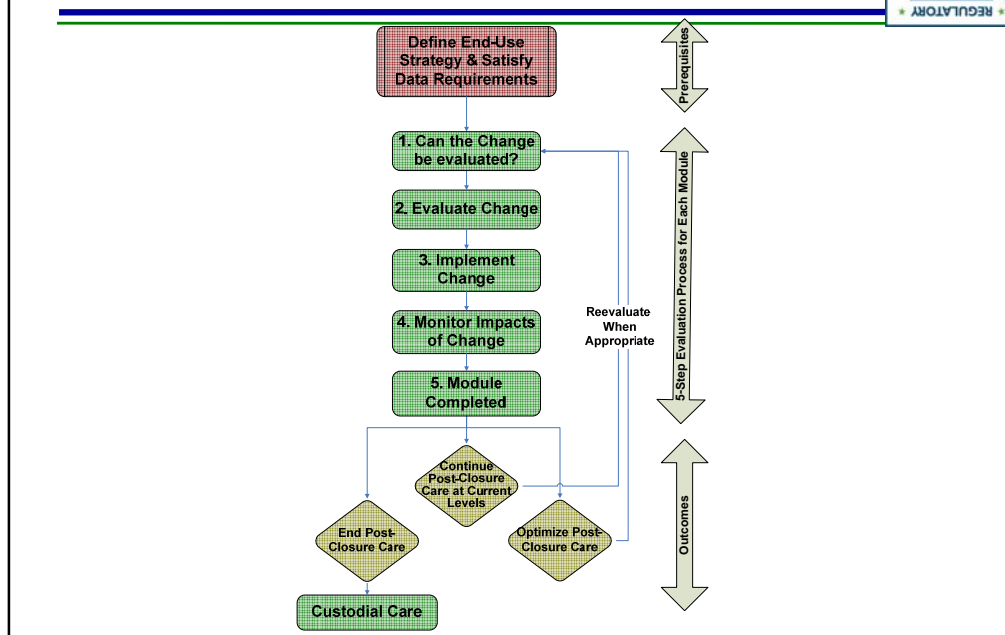 REGULATORY
Define End-Use
Strategy & Satisfy
Data Requirements
Prerequisites
1. Can the Change
be evaluated?
2. Evaluate Change
3. Implement
Change
4. Monitor Impacts
of Change
5. Module
Completed
Reevaluate
When
Appropriate
5-Step Evaluation Process for Each Module
Continue
Post-Closure
Care at Current
Levels
End Post-
Closure Care
Optimize Post-
Closure Care
Outcomes
Custodial Care